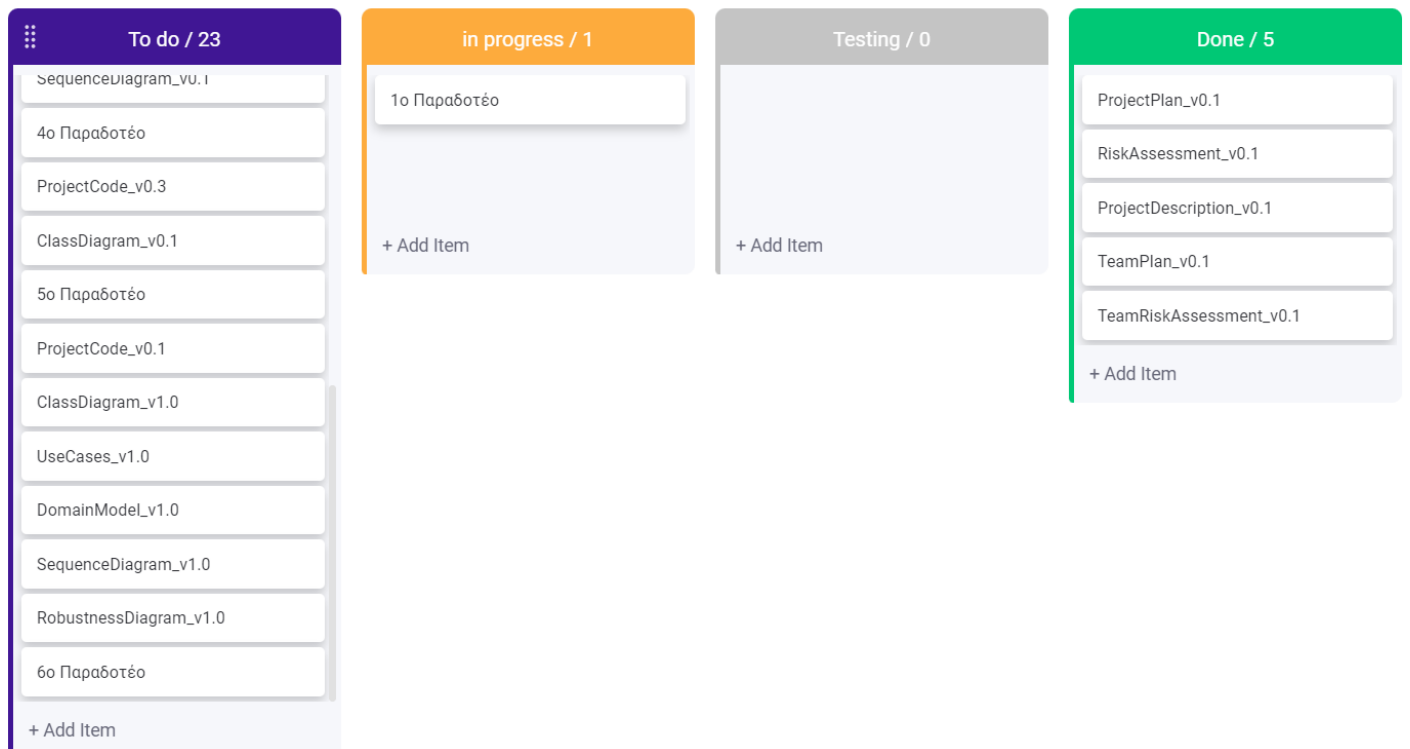 To do / 23
SequenceDiagram_v0.1
4ο Παραδοτέο
ProjectCode_v0.3
ClassDiagram_v0.1
5ο Παραδοτέο
ProjectCode_v0.1
ClassDiagram_v1.0
UseCases_v1.0
DomainModel_v1.0
SequenceDiagram_v1.0
RobustnessDiagram_v1.0
6ο Παραδοτέο
+ Add Item
in progress / 1
1ο Παραδοτέο
+ Add Item
Testing / 0
+ Add Item
Done / 5
ProjectPlan_v0.1
RiskAssessment_v0.1
ProjectDescription_v0.1
TeamPlan_v0.1
TeamRiskAssessment_v0.1
+ Add Item